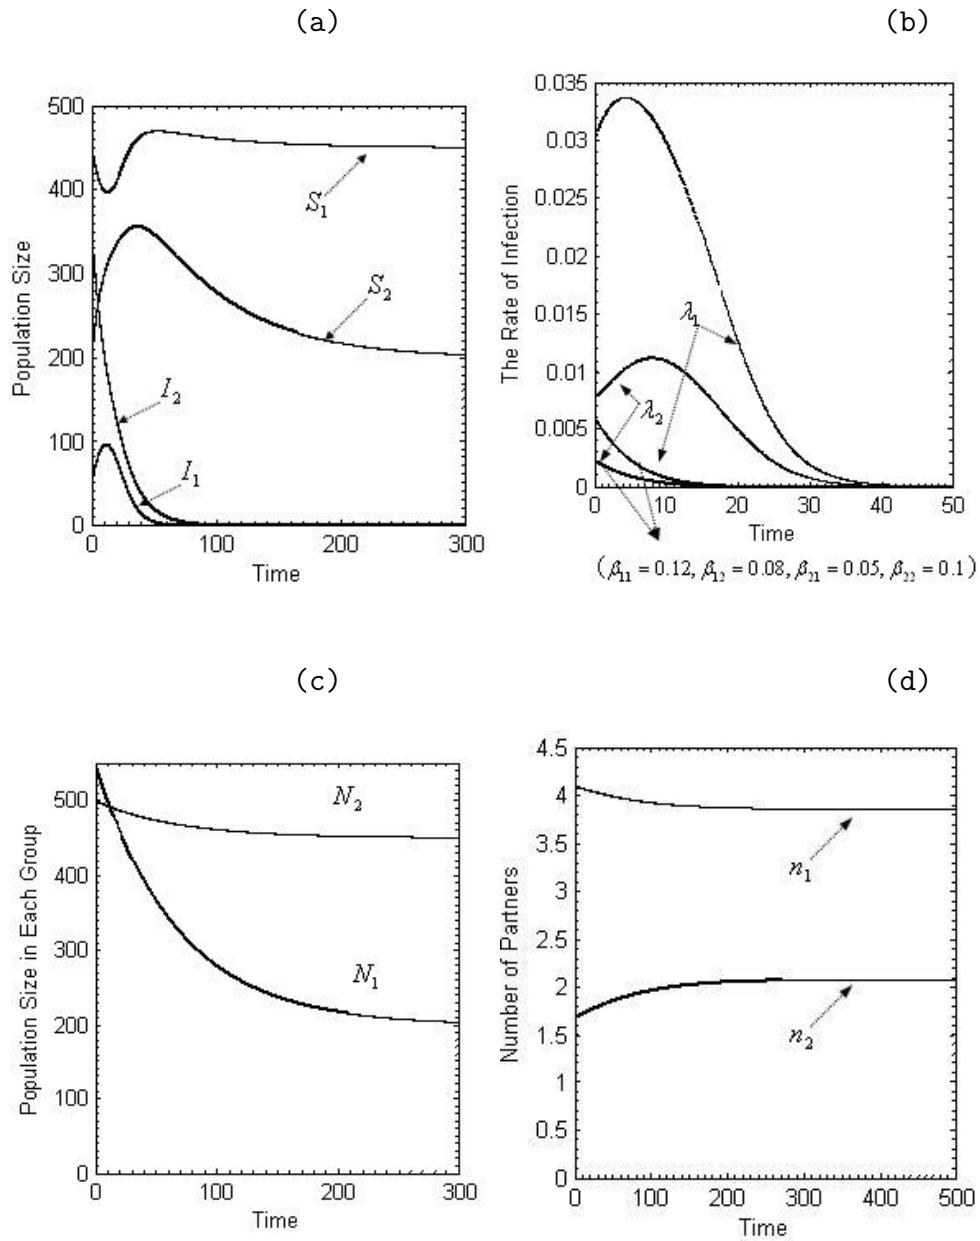 (a)
500
400
300
200
100
0
0 100 200 300
Population Size
Time
S₁
S₂
I₂
I₁
(b)
0.035
0.03
0.025
0.02
0.015
0.01
0.005
0
0 10 20 30 40 50
The Rate of Infection
Time
λ₁
λ₂
(β₁₁ = 0.12, β₁₂ = 0.08, β₂₁ = 0.05, β₂₂ = 0.1)
(c)
500
400
300
200
100
0
0 100 200 300
Population Size in Each Group
Time
N₂
N₁
(d)
4.5
4
3.5
3
2.5
2
1.5
1
0.5
0
0 100 200 300 400 500
Number of Partners
Time
n₁
n₂